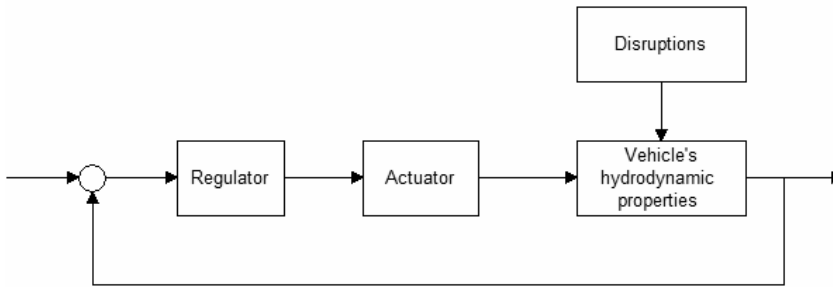 Disruptions
Regulator
Actuator
Vehicle's
hydrodynamic
properties